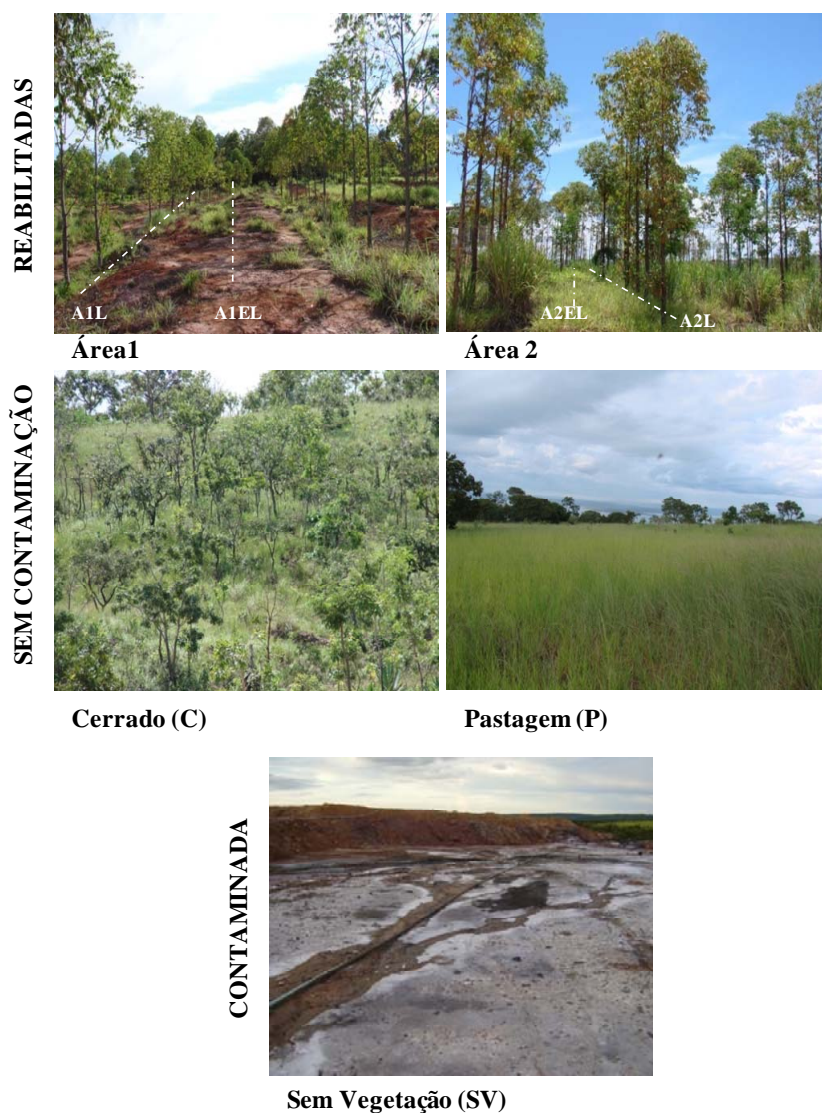 REABILITADAS
A1L
A1EL
A2EL
A2L
Área1
Área 2
SEM CONTAMINAÇÃO
Cerrado (C)
Pastagem (P)
CONTAMINADA
Sem Vegetação (SV)